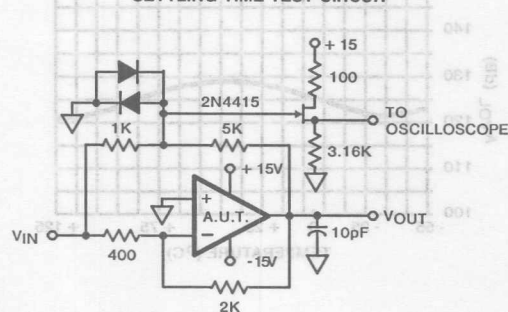 SETTLING TIME TEST CIRCUIT
+ 15
100
2N4415
TO
OSCILLOSCOPE
1K
5K
3.16K
+ 15V
+
A.U.T.
-
VIN
400
VOUT
10pF
-15V
2K